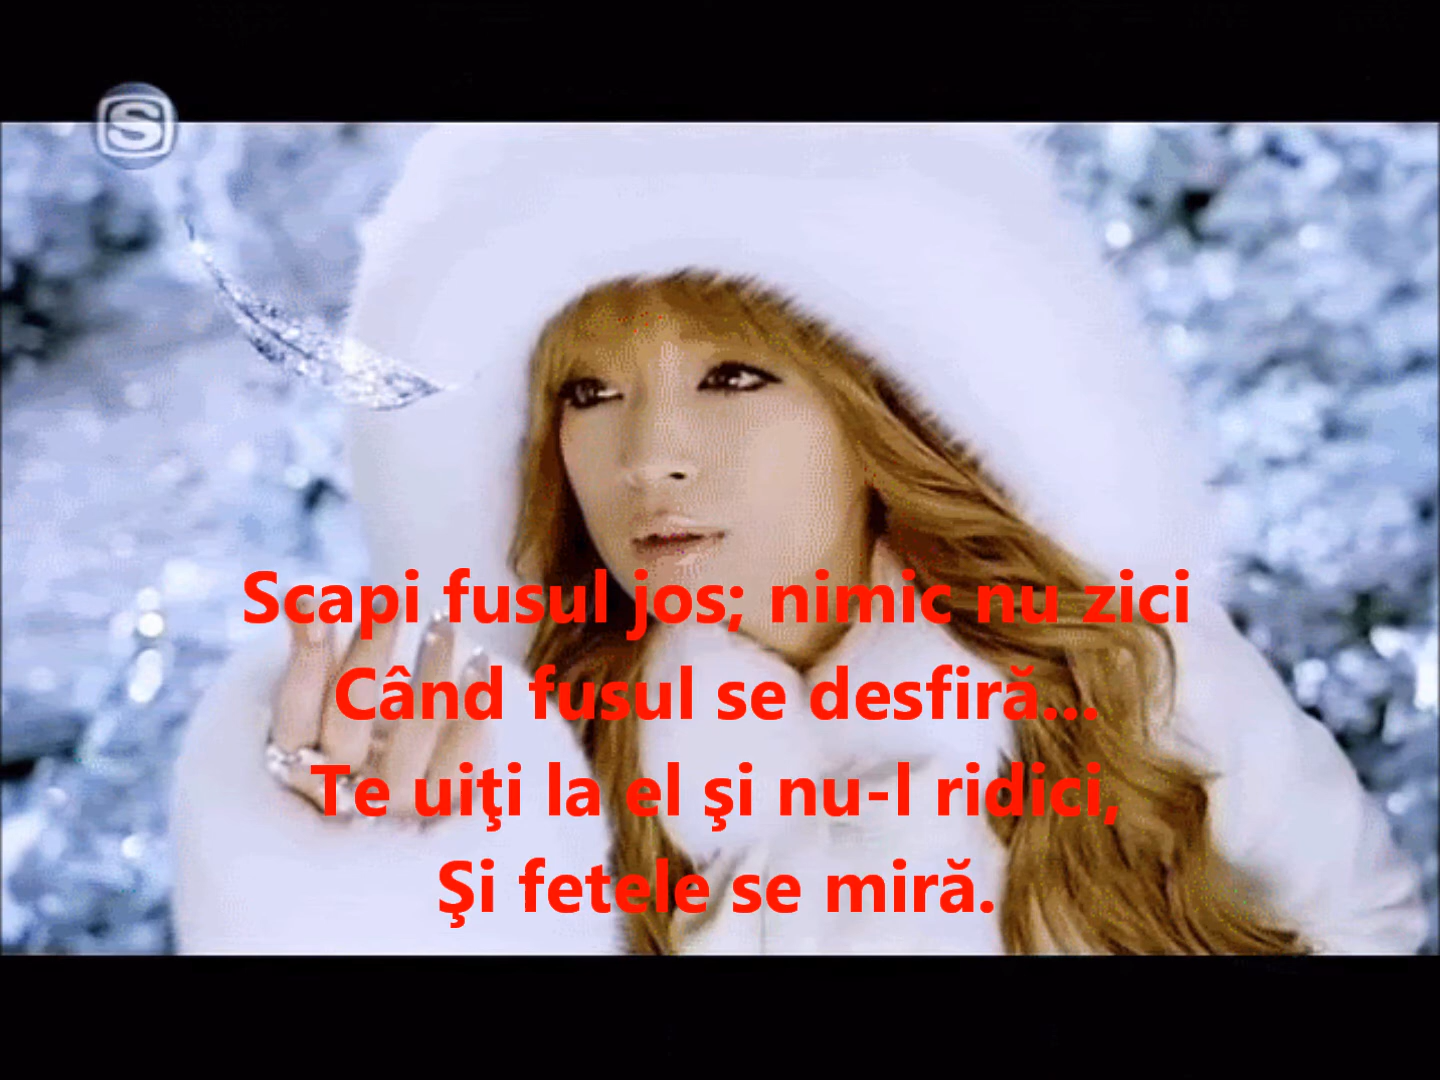 S
Scapi fusul jos; nimic nu zici
Când fusul se desfiră...
Te uiţi la el şi nu-l ridici,
Şi fetele se miră.